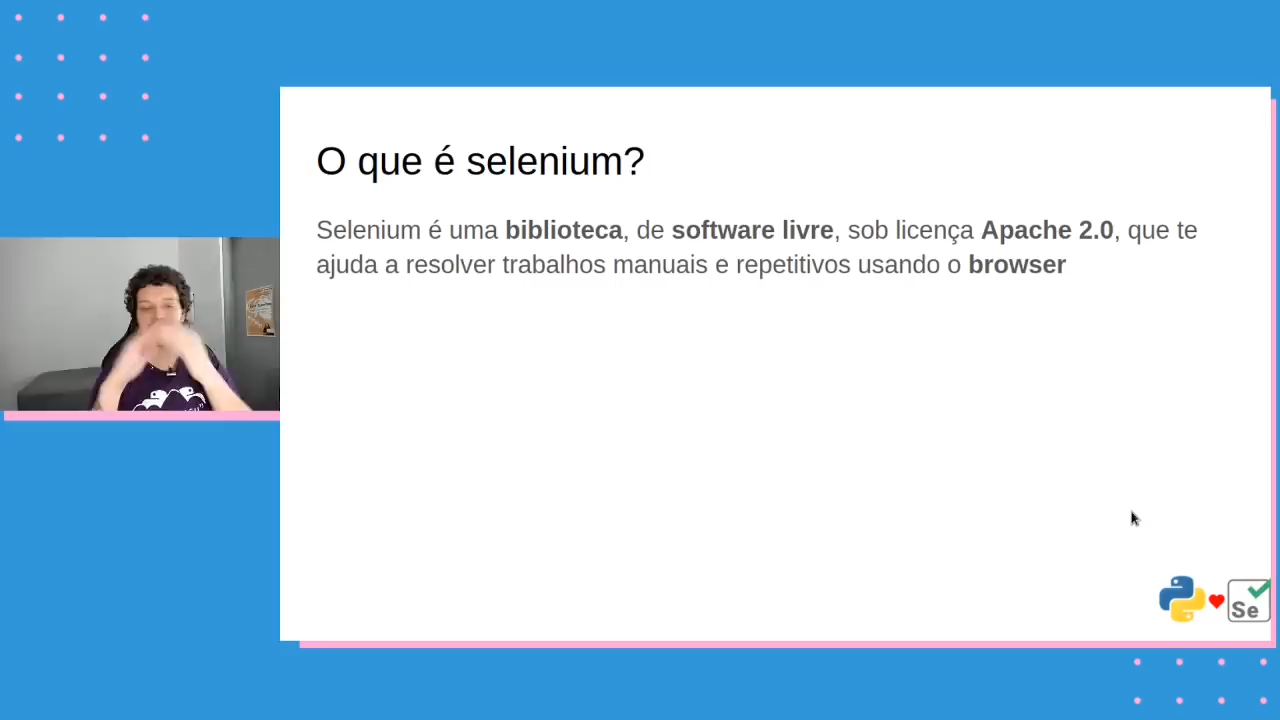 O que é selenium?
Selenium é uma biblioteca, de software livre, sob licença Apache 2.0, que te
ajuda a resolver trabalhos manuais e repetitivos usando o browser
Se